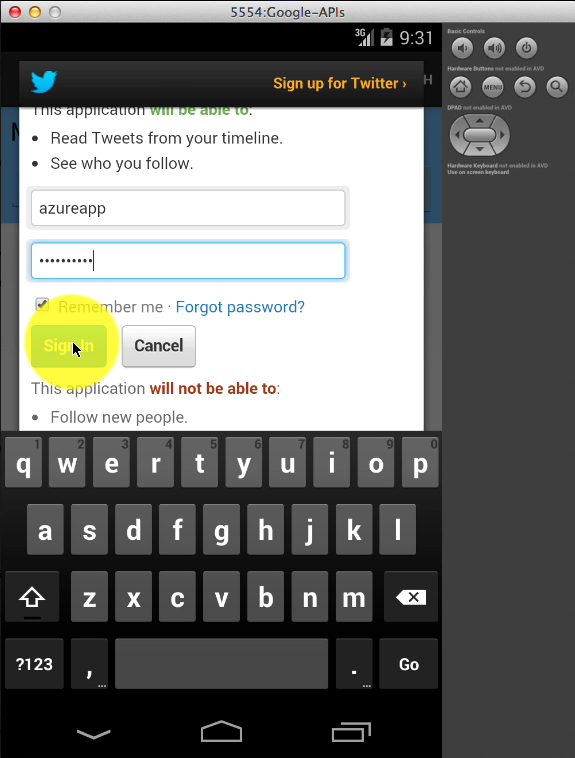 5554:Google-APIs
3G 9:31
Sign up for Twitter ›
H
This application will be able to:
• Read Tweets from your timeline.
• See who you follow.
azureapp
••••••••••
Remember me · Forgot password?
Sign In
Cancel
This application will not be able to:
• Follow new people.
1 2 3 4 5 6 7 8 9 0
q w e r t y u i o p
a s d f g h j k l
z x c v b n m
?123 , ... . ... Go
Basic Controls
Hardware Buttons not enabled in AVD
MENU
DPAD not enabled in AVD
Hardware Keyboard not enabled in AVD
Use on screen keyboard